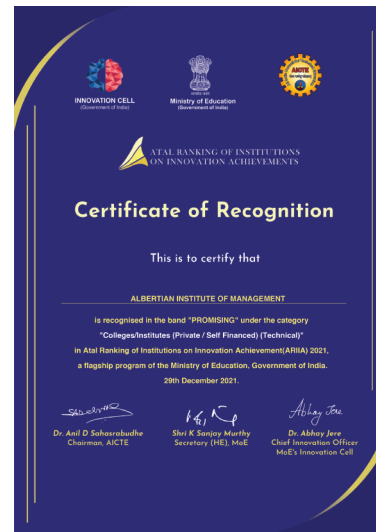 INNOVATION CELL
(Government of India)
Ministry of Education
(Government of India)
AICTE
ATAL RANKING OF INSTITUTIONS
ON INNOVATION ACHIEVEMENTS
Certificate of Recognition
This is to certify that
ALBERTIAN INSTITUTE OF MANAGEMENT
is recognised in the band "PROMISING" under the category
"Colleges/Institutes (Private / Self Financed) (Technical)"
in Atal Ranking of Institutions on Innovation Achievement(ARIIA) 2021,
a flagship program of the Ministry of Education, Government of India.
29th December 2021.
Abhay Jere
Dr. Anil D Sahasrabudhe
Chairman, AICTE
Shri K Sanjay Murthy
Secretary (HE), MoE
Dr. Abhay Jere
Chief Innovation Officer
MoE's Innovation Cell